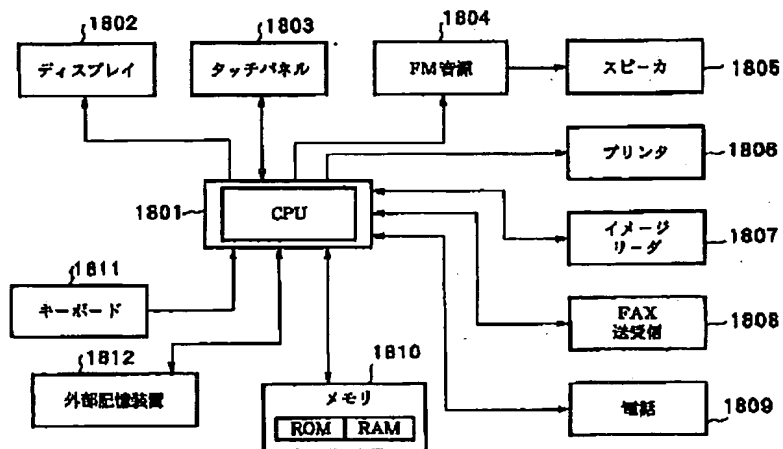 1802
1803
1804
ディスプレイ
タッチパネル
FM音源
スピーカ
1805
プリンタ
1806
1801
CPU
イメージ
リーダ
1807
1811
キーボード
FAX
送受信
1808
1812
外部記憶装置
1810
メモリ
ROM
RAM
電話
1809